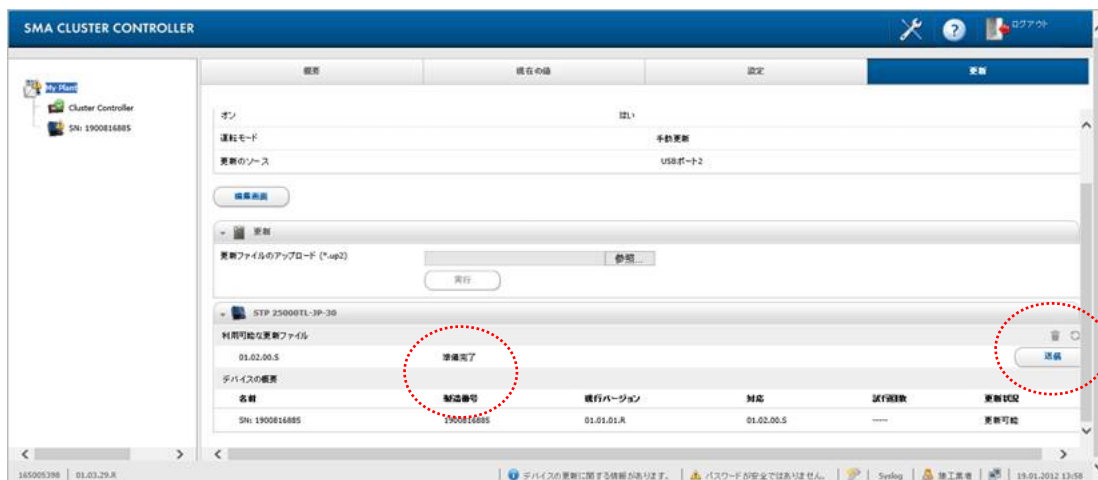 SMA CLUSTER CONTROLLER
ログアウト
My Plant
Cluster Controller
SN: 1900816885
概要 現在の値 設定 更新
オン はい
運転モード 手動更新
更新のソース USBポート2
編集画面
更新
更新ファイルのアップロード (*.up2) 参照...
実行
STP 25000TL-JP-30
利用可能な更新ファイル
01.02.00.S 準備完了 送信
デバイスの概要
名前 製造番号 現行バージョン 対応 試行回数 更新状況
SN: 1900816885 1900816885 01.01.01.R 01.02.00.S ----- 更新可能
165005398 | 01.03.29.R | デバイスの更新に関する情報があります。 | パスワードが安全ではありません。 | Syslog | 施工業者 | 19.01.2012 13:58